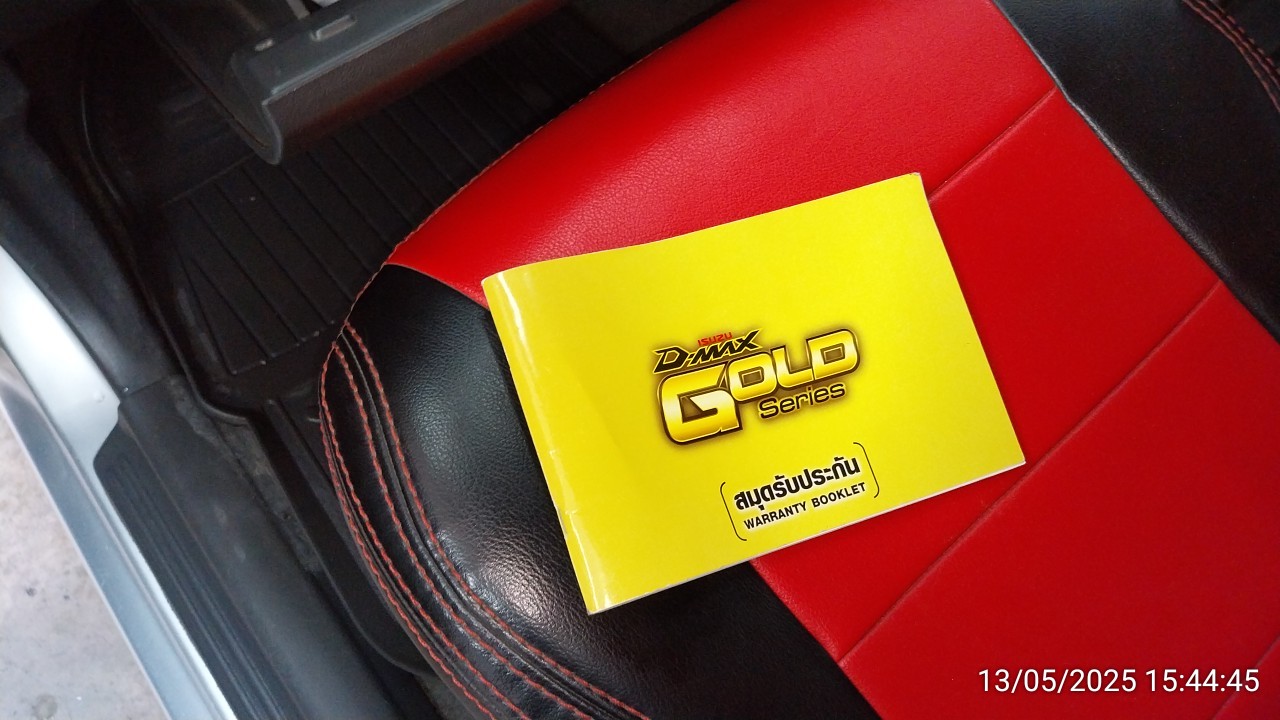 ISUZU
D-MAX
GOLD
Series
สมุดรับประกัน
WARRANTY BOOKLET
13/05/2025 15:44:45